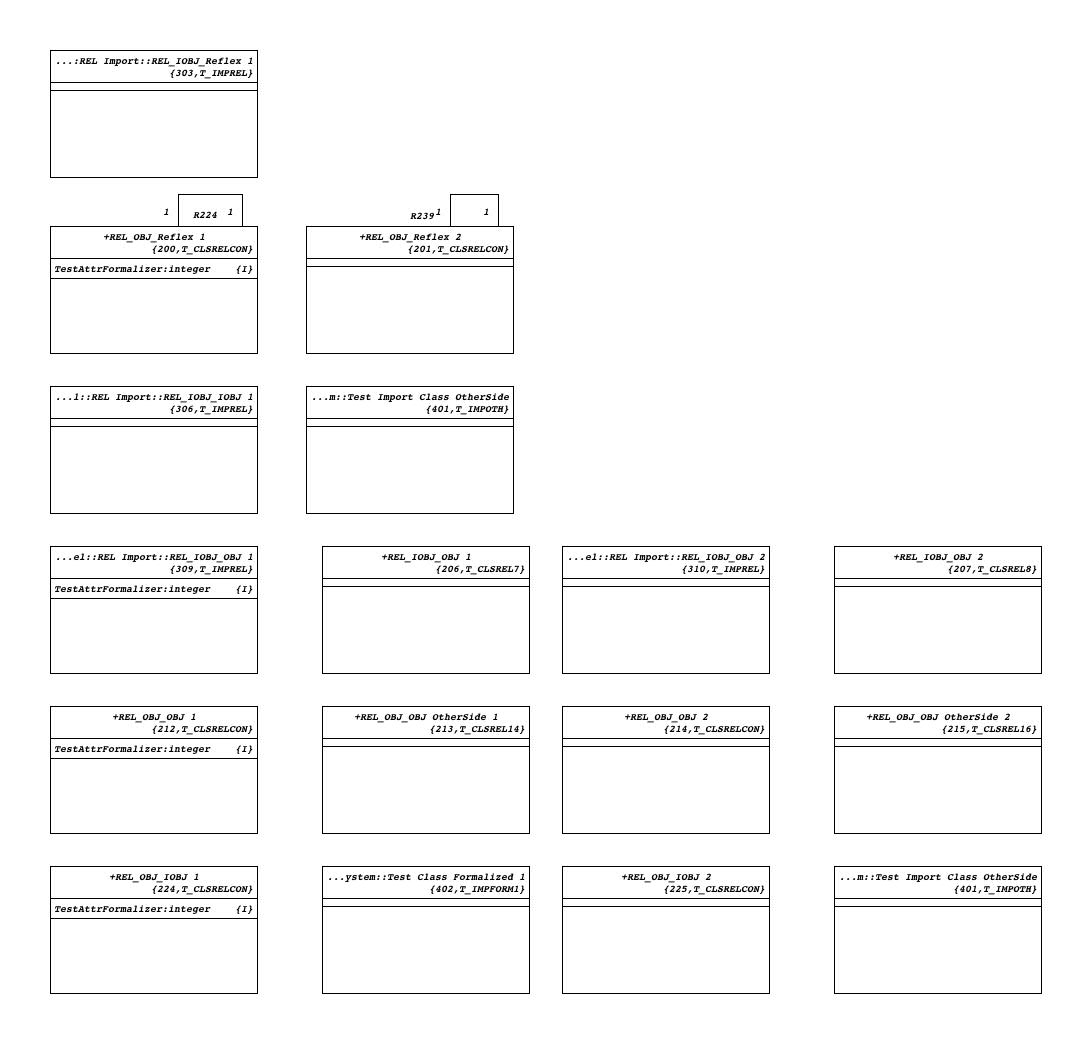 ...:REL Import::REL_IOBJ_Reflex 1
{303,T_IMPREL}
1
R224
1
R239
1
1
+REL_OBJ_Reflex 1
{200,T_CLSRELCON}
TestAttrFormalizer:integer {I}
+REL_OBJ_Reflex 2
{201,T_CLSRELCON}
...l::REL Import::REL_IOBJ_IOBJ 1
{306,T_IMPREL}
...m::Test Import Class OtherSide
{401,T_IMPOTH}
...el::REL Import::REL_IOBJ_OBJ 1
{309,T_IMPREL}
TestAttrFormalizer:integer {I}
+REL_IOBJ_OBJ 1
{206,T_CLSREL7}
...el::REL Import::REL_IOBJ_OBJ 2
{310,T_IMPREL}
+REL_IOBJ_OBJ 2
{207,T_CLSREL8}
+REL_OBJ_OBJ 1
{212,T_CLSRELCON}
TestAttrFormalizer:integer {I}
+REL_OBJ_OBJ OtherSide 1
{213,T_CLSREL14}
+REL_OBJ_OBJ 2
{214,T_CLSRELCON}
+REL_OBJ_OBJ OtherSide 2
{215,T_CLSREL16}
+REL_OBJ_IOBJ 1
{224,T_CLSRELCON}
TestAttrFormalizer:integer {I}
...ystem::Test Class Formalized 1
{402,T_IMPFORM1}
+REL_OBJ_IOBJ 2
{225,T_CLSRELCON}
...m::Test Import Class OtherSide
{401,T_IMPOTH}